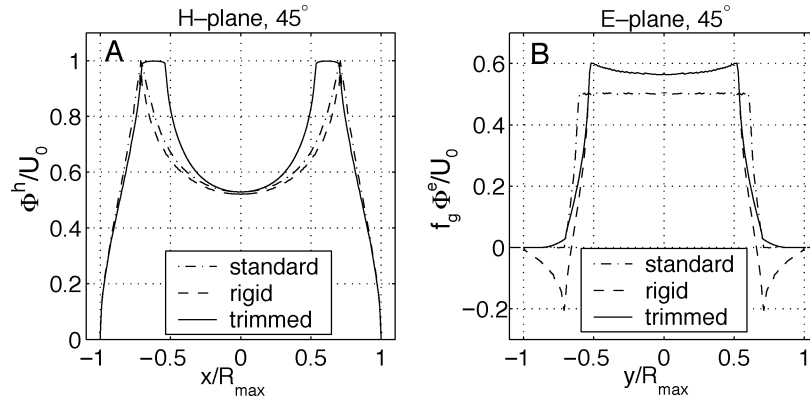 H–plane, 45°
A
Φʰ/U₀
1
0.8
0.6
0.4
0.2
0
standard
rigid
trimmed
−1 −0.5 0 0.5 1
x/Rₘₐₓ
E–plane, 45°
B
f_g Φᵉ/U₀
0.6
0.4
0.2
0
−0.2
standard
rigid
trimmed
−1 −0.5 0 0.5 1
y/Rₘₐₓ